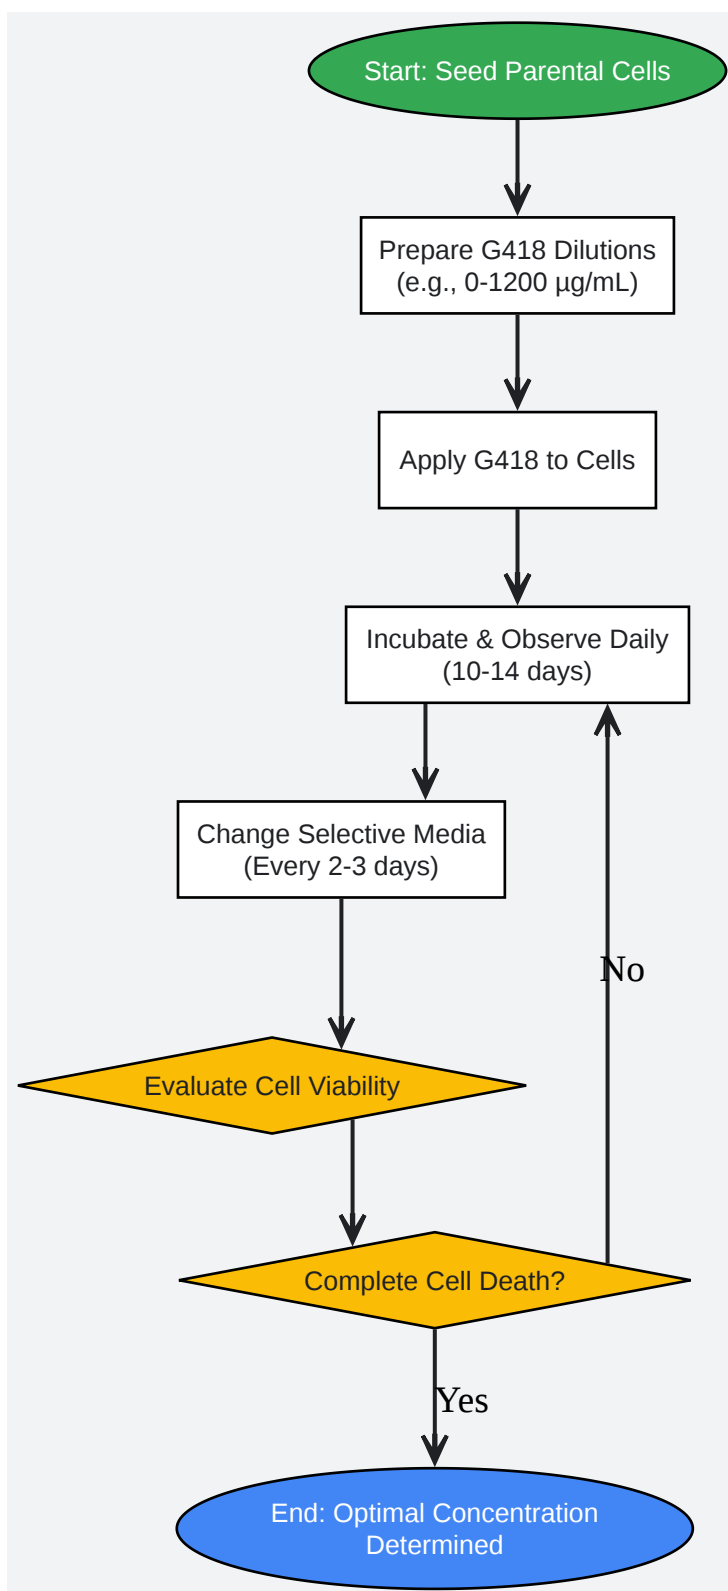 Start: Seed Parental Cells
Prepare G418 Dilutions
(e.g., 0-1200 µg/mL)
Apply G418 to Cells
Incubate & Observe Daily
(10-14 days)
Change Selective Media
(Every 2-3 days)
No
Evaluate Cell Viability
Complete Cell Death?
Yes
End: Optimal Concentration
Determined